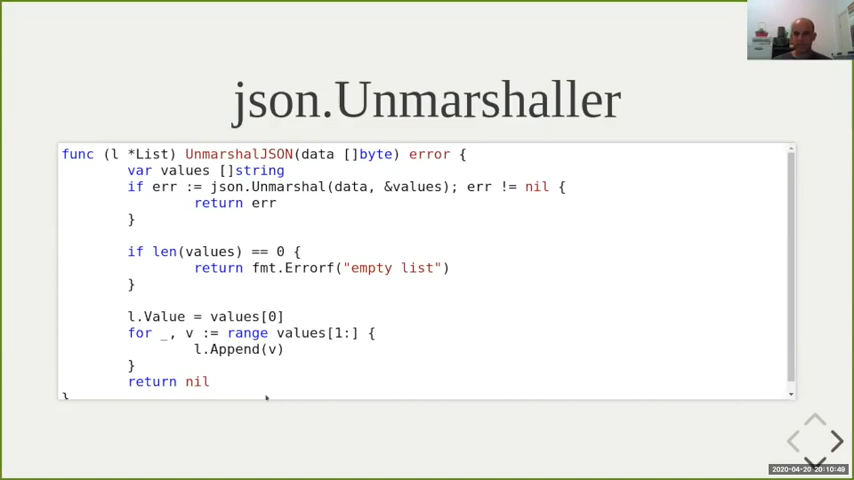 json.Unmarshaller
func (l *List) UnmarshalJSON(data []byte) error {
var values []string
if err := json.Unmarshal(data, &values); err != nil {
return err
}
if len(values) == 0 {
return fmt.Errorf("empty list")
}
l.Value = values[0]
for _, v := range values[1:] {
l.Append(v)
}
return nil
}
2020-04-20 20:10:49